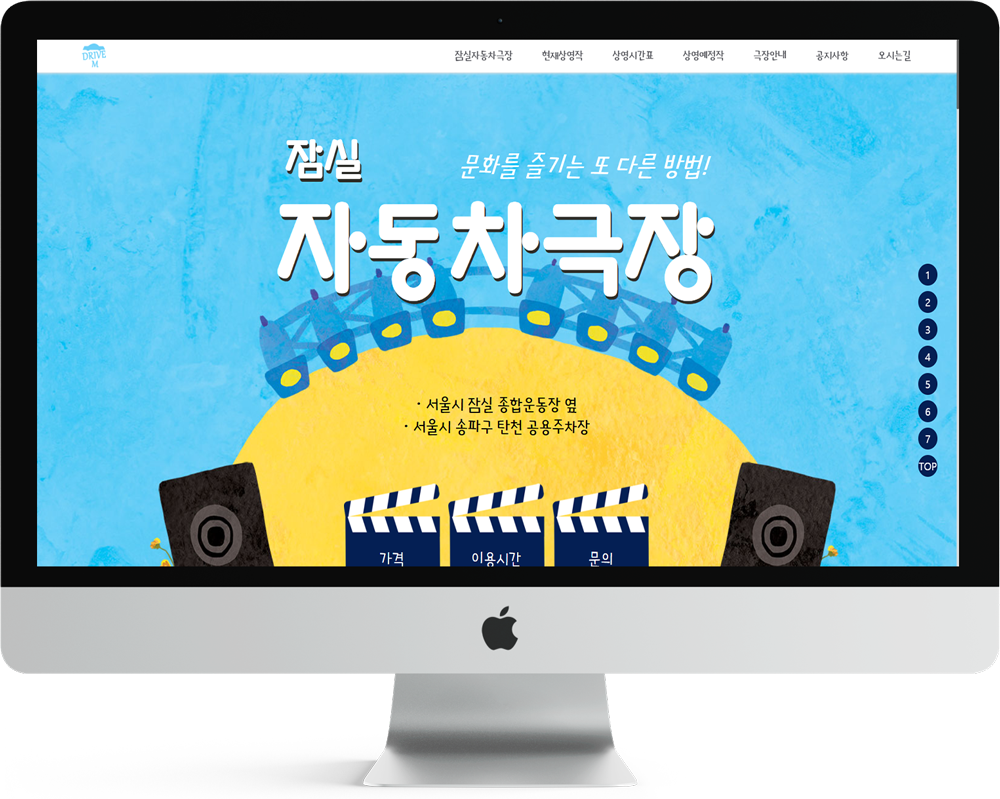 DRIVE
M
잠실자동차극장 현재상영작 상영시간표 상영예정작 극장안내 공지사항 오시는길
잠실
문화를 즐기는 또 다른 방법!
자동차극장
· 서울시 잠실 종합운동장 옆
· 서울시 송파구 탄천 공용주차장
가격 이용시간 문의
1
2
3
4
5
6
7
TOP